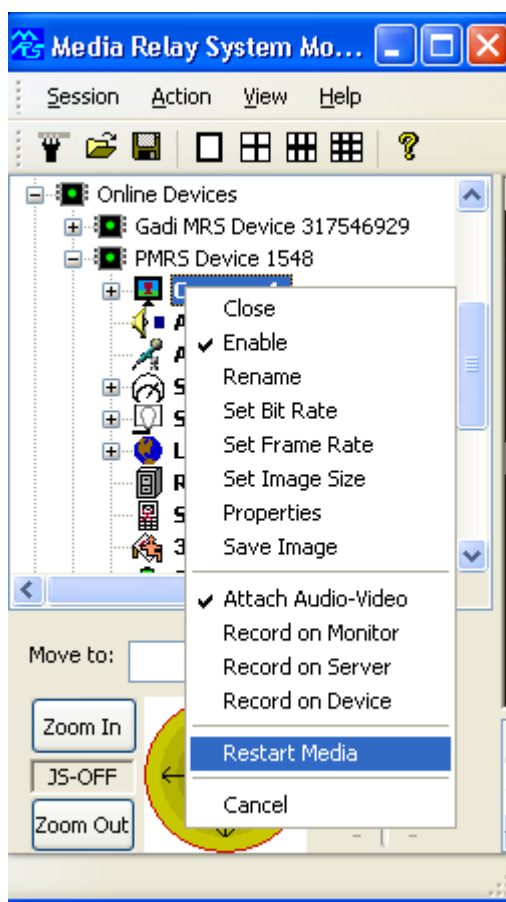 Media Relay System Mo...
Session Action View Help
Online Devices
Gadi MRS Device 317546929
PMRS Device 1548
Close
Enable
Rename
Set Bit Rate
Set Frame Rate
Set Image Size
Properties
Save Image
Attach Audio-Video
Record on Monitor
Record on Server
Record on Device
Restart Media
Cancel
A
A
S
S
L
R
S
3
Move to:
Zoom In
JS-OFF
Zoom Out